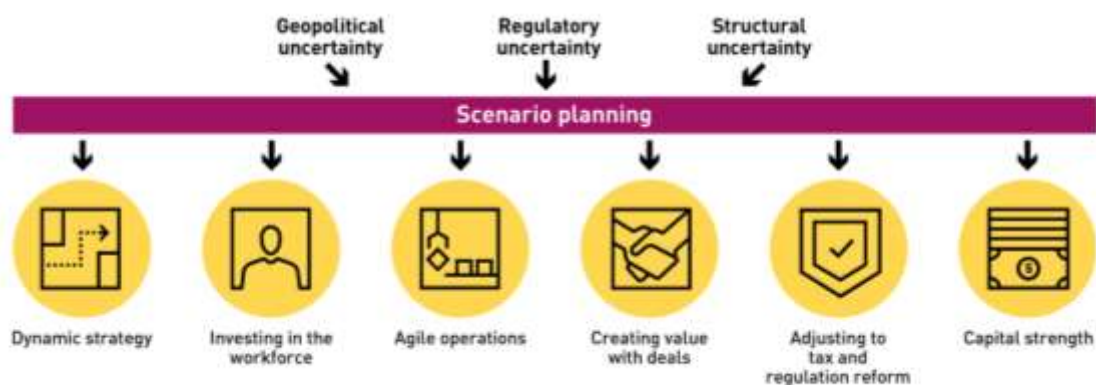 Geopolitical
uncertainty
Regulatory
uncertainty
Structural
uncertainty
Scenario planning
$
Dynamic strategy
Investing in the
workforce
Agile operations
Creating value
with deals
Adjusting to
tax and
regulation reform
Capital strength